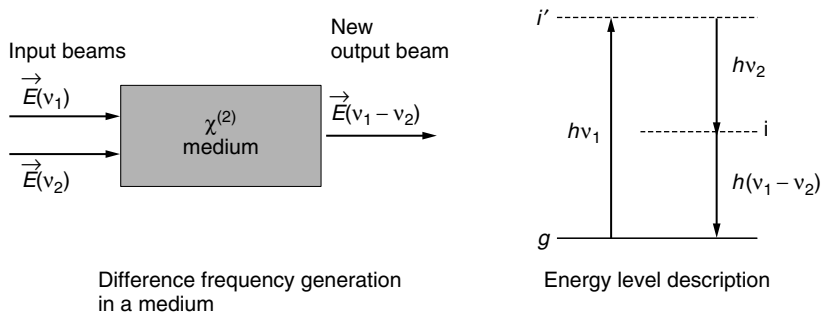 Input beams
E(ν₁)
E(ν₂)
χ⁽²⁾
medium
New
output beam
E(ν₁ – ν₂)
Difference frequency generation
in a medium
i′
hν₂
hν₁
i
h(ν₁ – ν₂)
g
Energy level description